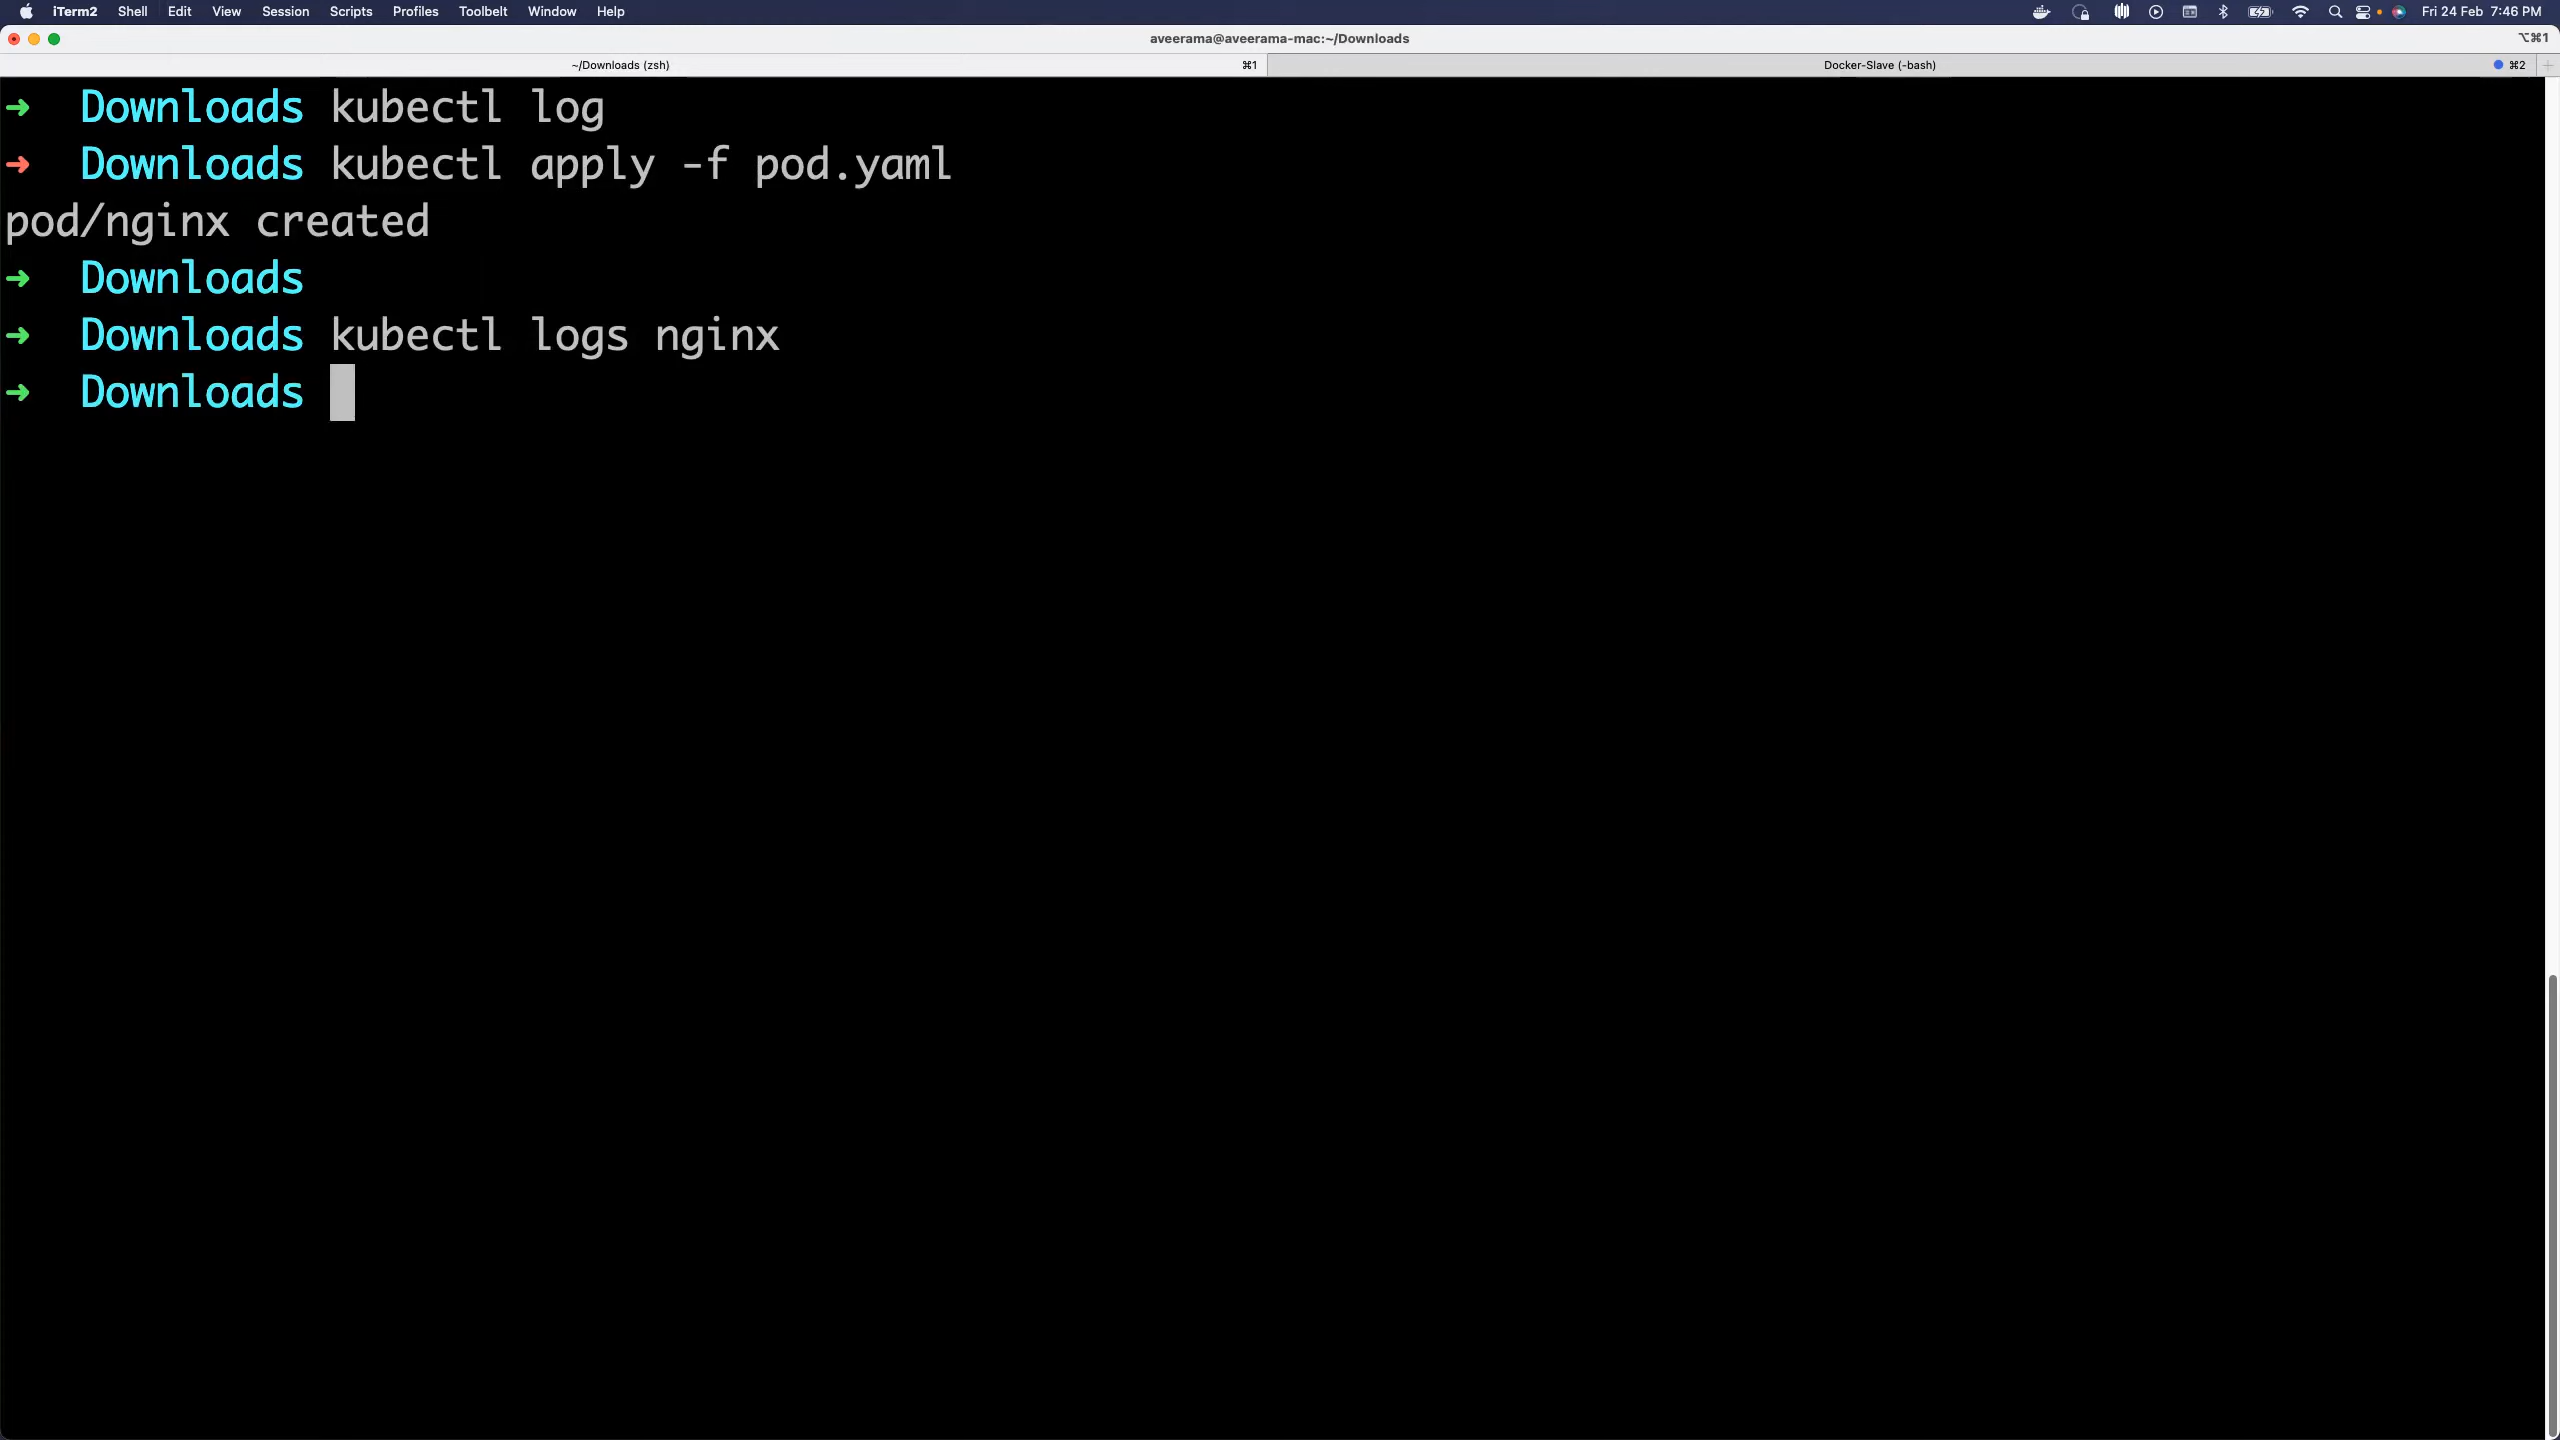 iTerm2 Shell Edit View Session Scripts Profiles Toolbelt Window Help Fri 24 Feb 7:46 PM
aveerama@aveerama-mac:~/Downloads ⌥⌘1
~/Downloads (zsh) ⌘1 Docker-Slave (-bash) ⌘2
➜ Downloads kubectl log
➜ Downloads kubectl apply -f pod.yaml
pod/nginx created
➜ Downloads
➜ Downloads kubectl logs nginx
➜ Downloads